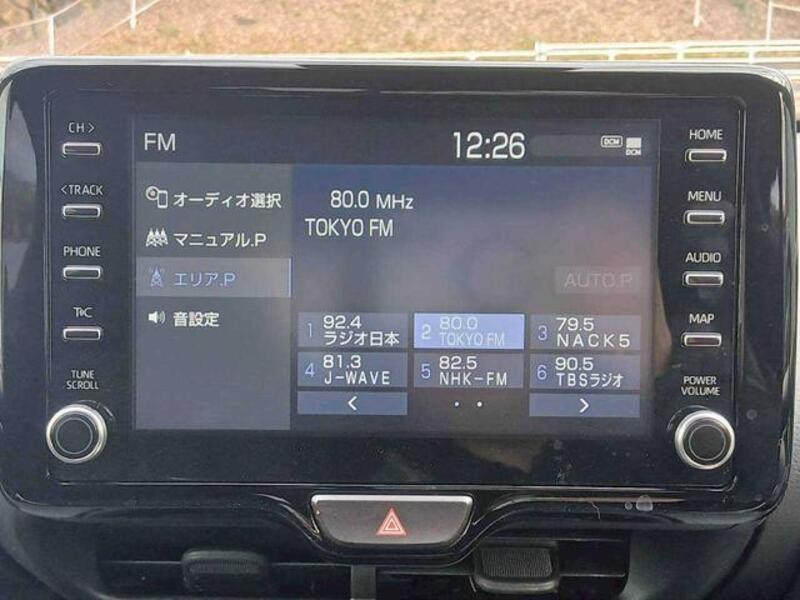 CH >
FM
12:26
DCM
DCM
HOME
< TRACK
オーディオ選択
80.0 MHz
MENU
マニュアル.P
TOKYO FM
PHONE
エリア.P
AUTO.P
AUDIO
T\C
音設定
1 92.4
ラジオ日本
2 80.0
TOKYO FM
3 79.5
NACK5
MAP
4 81.3
J-WAVE
5 82.5
NHK-FM
6 90.5
TBSラジオ
TUNE
SCROLL
<
>
POWER
VOLUME